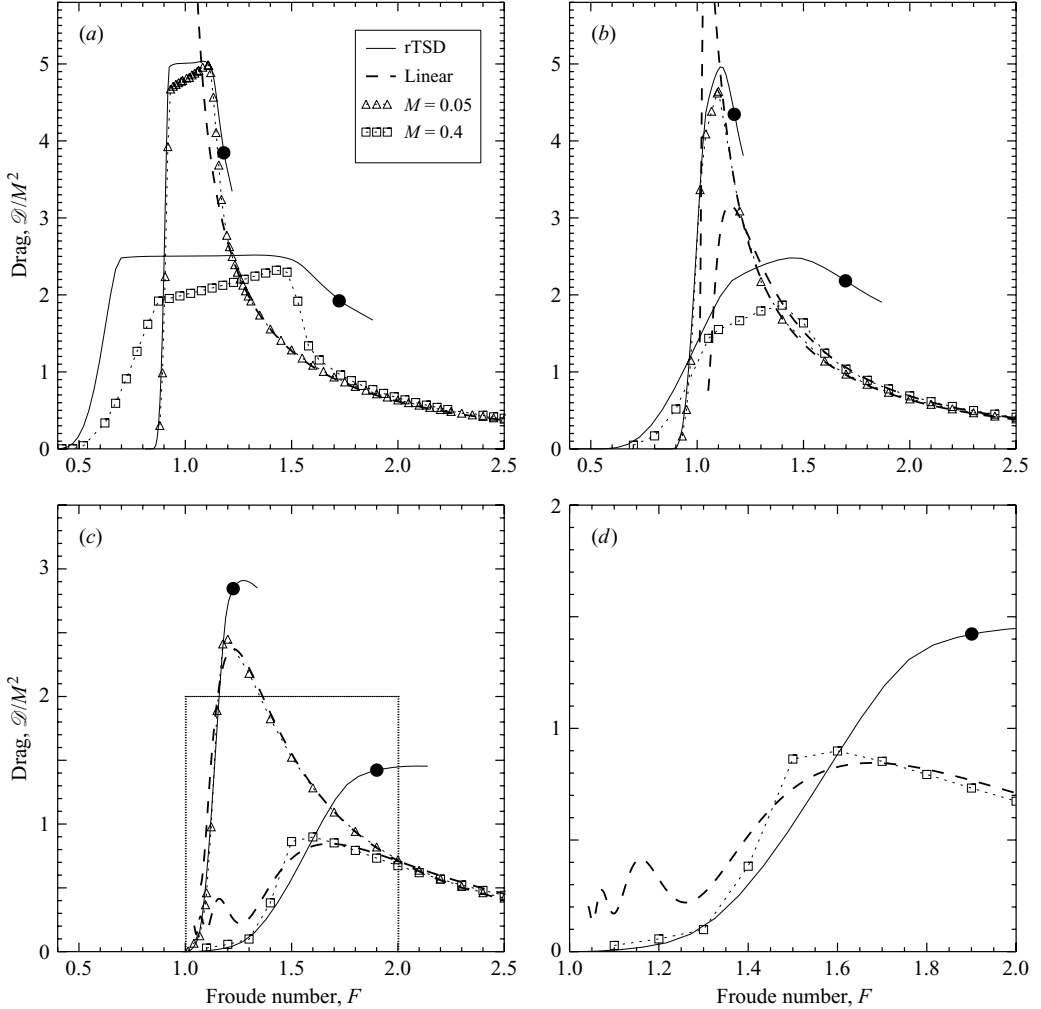 (a)
(b)
rTSD
Linear
M = 0.05
M = 0.4
Drag, 𝒟/M²
5
4
3
2
1
0
0.5 1.0 1.5 2.0 2.5
5
4
3
2
1
0
0.5 1.0 1.5 2.0 2.5
(c)
(d)
Drag, 𝒟/M²
3
2
1
0
0.5 1.0 1.5 2.0 2.5
Froude number, F
2
1
0
1.0 1.2 1.4 1.6 1.8 2.0
Froude number, F